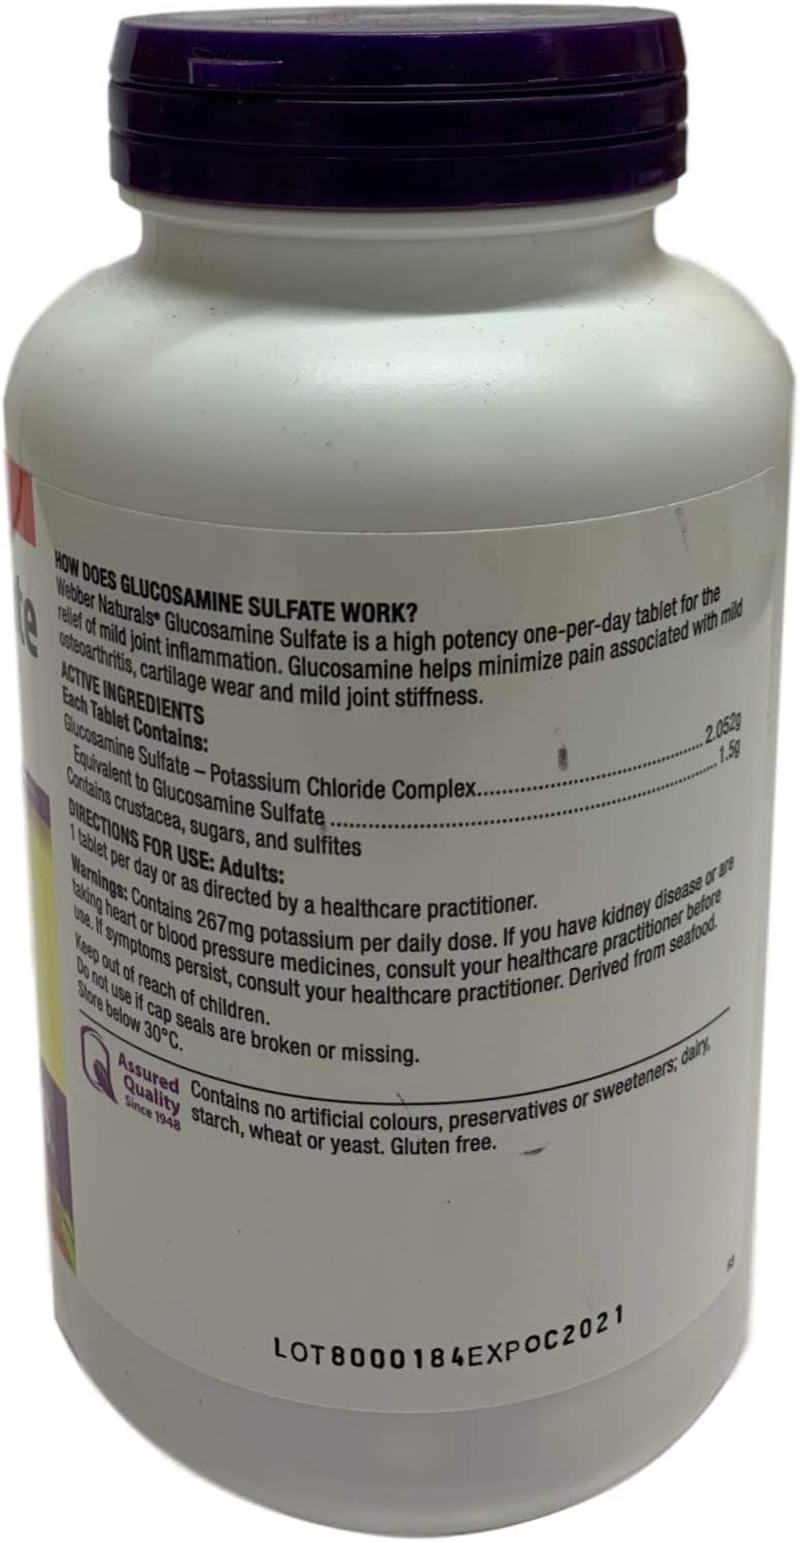 te
HOW DOES GLUCOSAMINE SULFATE WORK?
Webber Naturals® Glucosamine Sulfate is a high potency one-per-day tablet for the
relief of mild joint inflammation. Glucosamine helps minimize pain associated with mild
osteoarthritis, cartilage wear and mild joint stiffness.
ACTIVE INGREDIENTS
Each Tablet Contains:
Glucosamine Sulfate – Potassium Chloride Complex.......................................2.052g
Equivalent to Glucosamine Sulfate..............................................................1.5g
Contains crustacea, sugars, and sulfites
DIRECTIONS FOR USE: Adults:
1 tablet per day or as directed by a healthcare practitioner.
Warnings: Contains 267mg potassium per daily dose. If you have kidney disease or are
taking heart or blood pressure medicines, consult your healthcare practitioner before
use. If symptoms persist, consult your healthcare practitioner. Derived from seafood.
Keep out of reach of children.
Do not use if cap seals are broken or missing.
Store below 30°C.
Assured
Quality
Since 1948
Contains no artificial colours, preservatives or sweeteners; dairy,
starch, wheat or yeast. Gluten free.
LOT8000184EXPOC2021